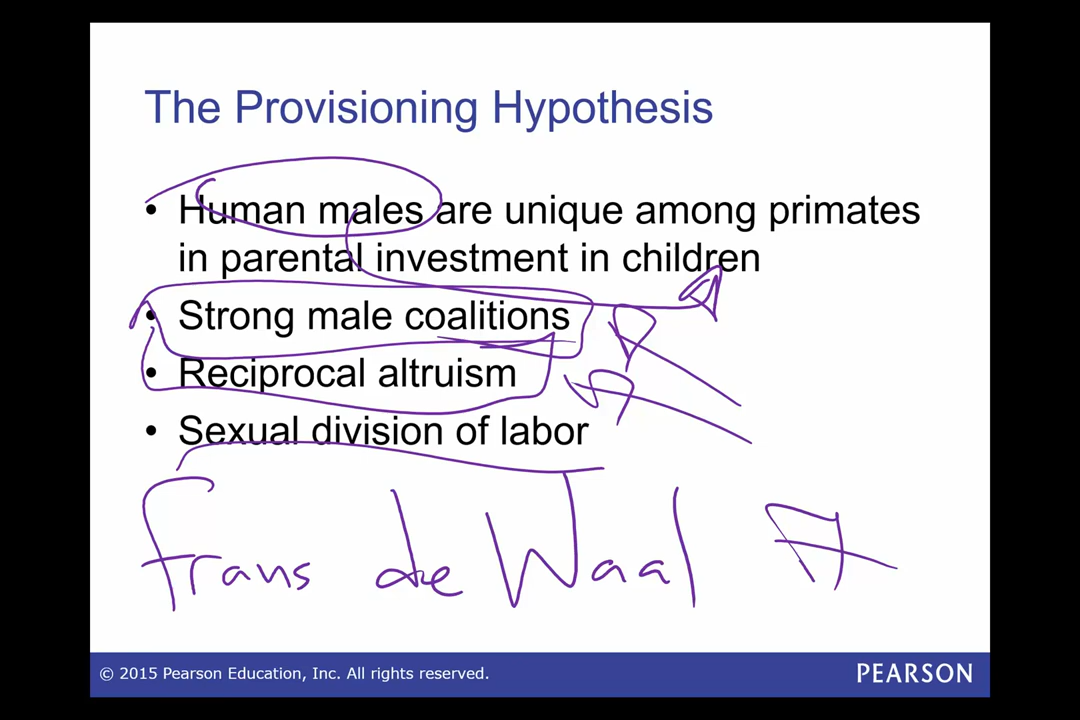 The Provisioning Hypothesis
• Human males are unique among primates
in parental investment in children
• Strong male coalitions
• Reciprocal altruism
• Sexual division of labor
Frans de Waal
© 2015 Pearson Education, Inc. All rights reserved.
PEARSON